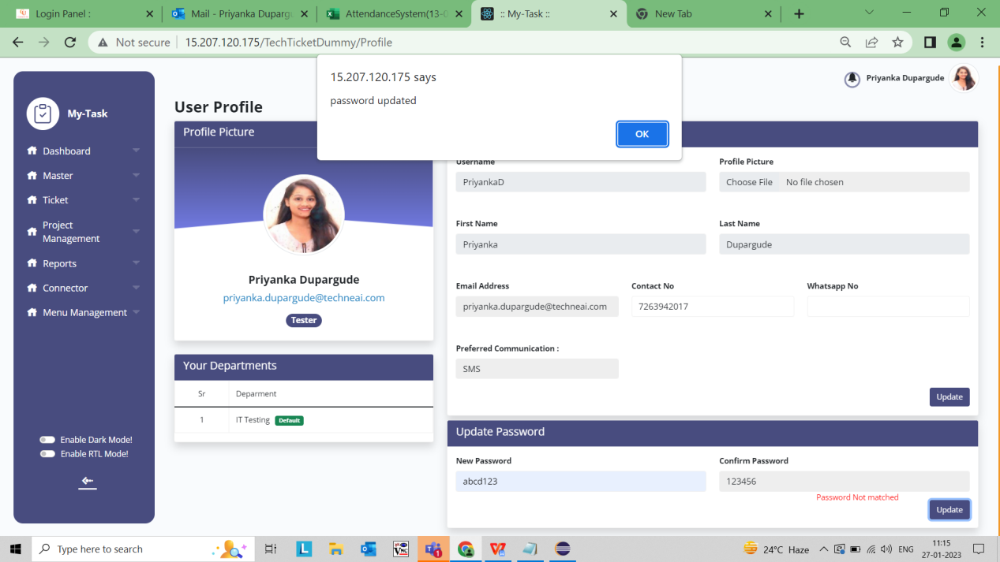 Login Panel :
Mail - Priyanka Duparg
AttendanceSystem(13-0
:: My-Task ::
New Tab
Not secure
15.207.120.175/TechTicketDummy/Profile
15.207.120.175 says
password updated
OK
Priyanka Dupargude
My-Task
Dashboard
Master
Ticket
Project
Management
Reports
Connector
Menu Management
Enable Dark Mode!
Enable RTL Mode!
User Profile
Profile Picture
Priyanka Dupargude
priyanka.dupargude@techneai.com
Tester
Your Departments
Sr Deparment
1 IT Testing Default
Username Profile Picture
PriyankaD Choose File No file chosen
First Name Last Name
Priyanka Dupargude
Email Address Contact No Whatsapp No
priyanka.dupargude@techneai.com 7263942017
Preferred Communication :
SMS
Update
Update Password
New Password Confirm Password
abcd123 123456
Password Not matched
Update
Type here to search
1
24°C Haze
ENG
11:15
27-01-2023